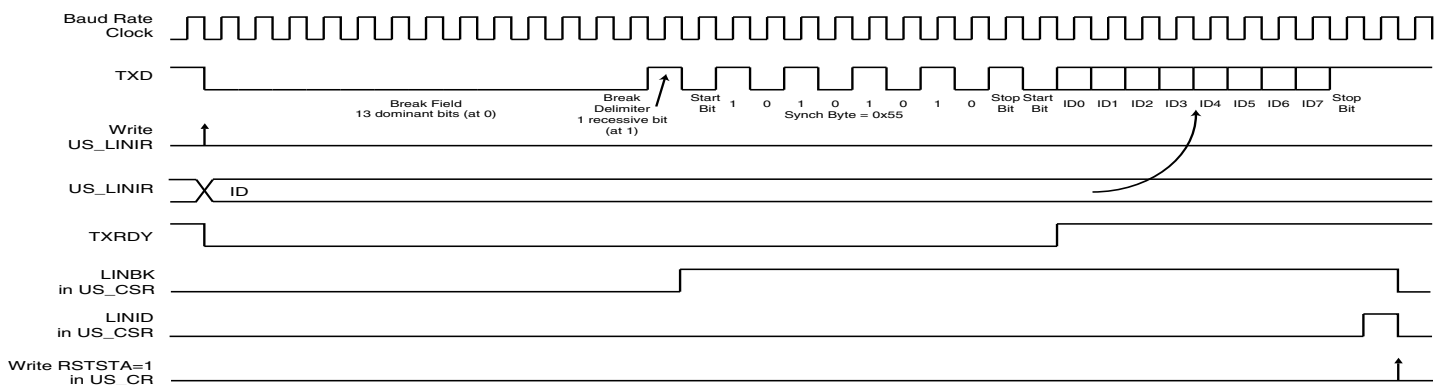 Baud Rate
Clock
TXD
Break Field
13 dominant bits (at 0)
Break
Delimiter
1 recessive bit
(at 1)
Start
Bit
1 0 1 0 1 0 1 0
Synch Byte = 0x55
Stop
Bit
Start
Bit
ID0 ID1 ID2 ID3 ID4 ID5 ID6 ID7
Stop
Bit
Write
US_LINIR
US_LINIR
ID
TXRDY
LINBK
in US_CSR
LINID
in US_CSR
Write RSTSTA=1
in US_CR